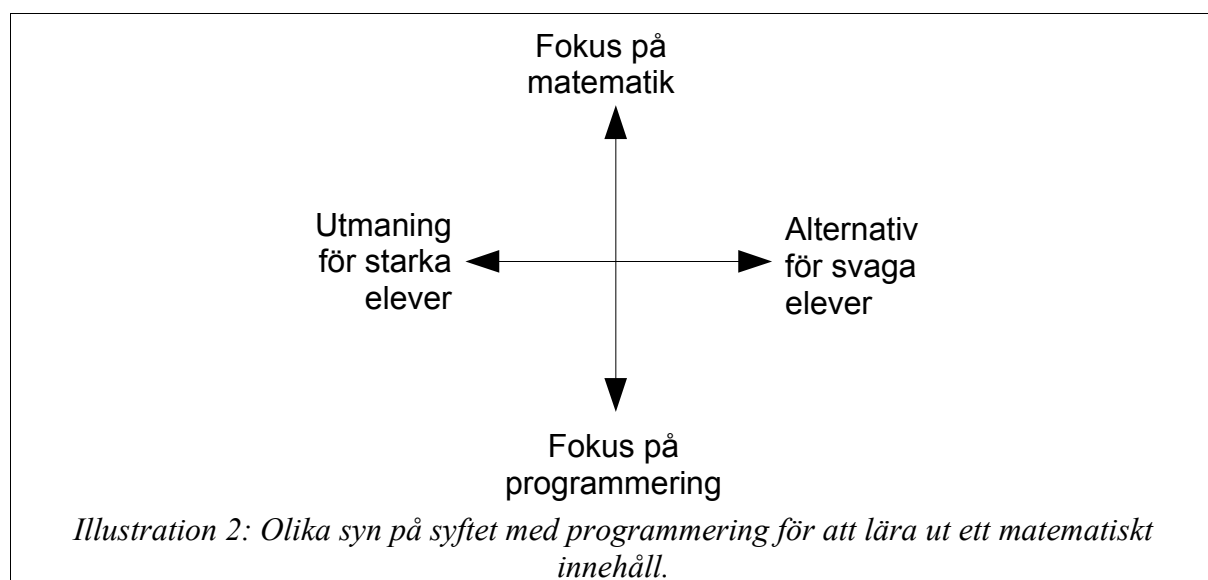 Fokus på
matematik
Utmaning
för starka
elever
Alternativ
för svaga
elever
Fokus på
programmering
Illustration 2: Olika syn på syftet med programmering för att lära ut ett matematiskt
innehåll.